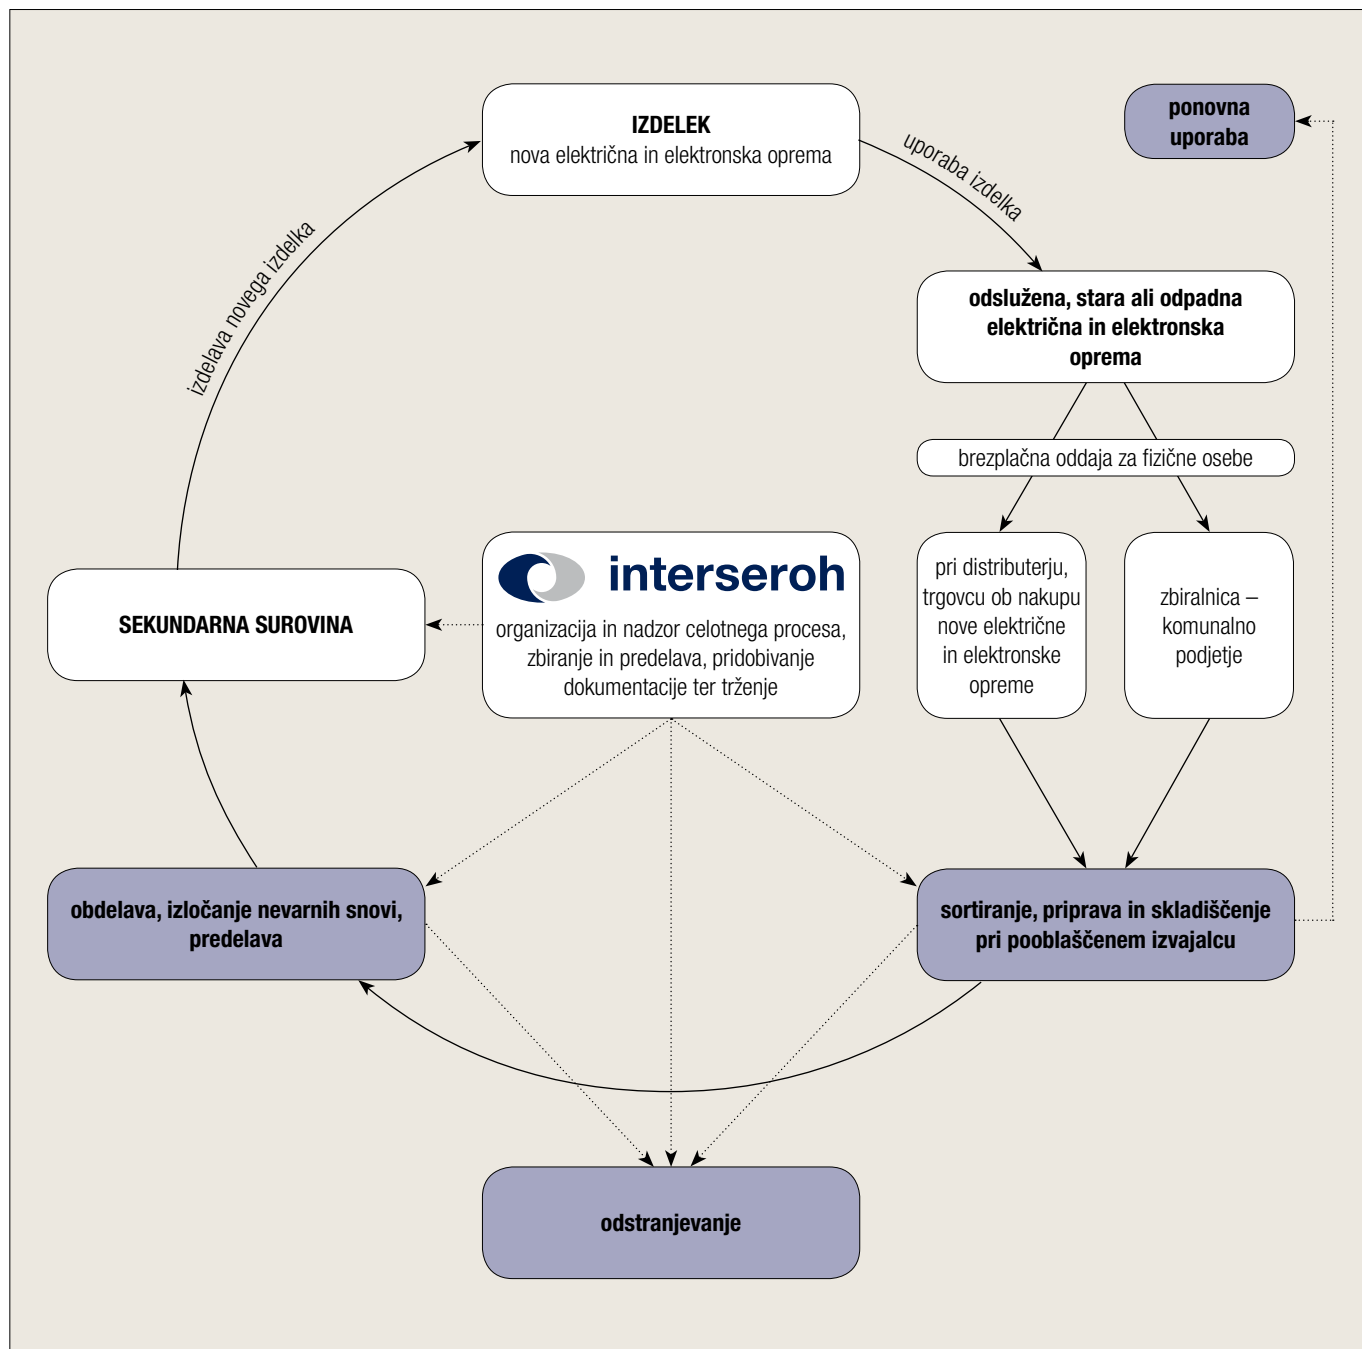 IZDELEK
nova električna in elektronska oprema
ponovna
uporaba
uporaba izdelka
izdelava novega izdelka
odslužena, stara ali odpadna
električna in elektronska
oprema
brezplačna oddaja za fizične osebe
interseroh
organizacija in nadzor celotnega procesa,
zbiranje in predelava, pridobivanje
dokumentacije ter trženje
pri distributerju,
trgovcu ob nakupu
nove električne
in elektronske
opreme
zbiralnica –
komunalno
podjetje
SEKUNDARNA SUROVINA
obdelava, izločanje nevarnih snovi,
predelava
sortiranje, priprava in skladiščenje
pri pooblaščenem izvajalcu
odstranjevanje